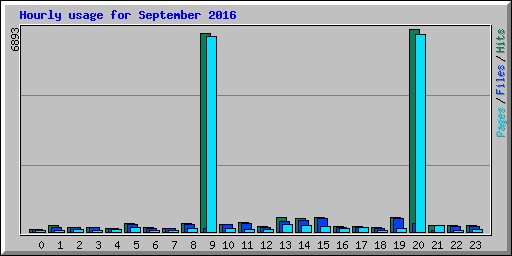 Hourly usage for September 2016
6893
Pages/Files/Hits
0 1 2 3 4 5 6 7 8 9 10 11 12 13 14 15 16 17 18 19 20 21 22 23